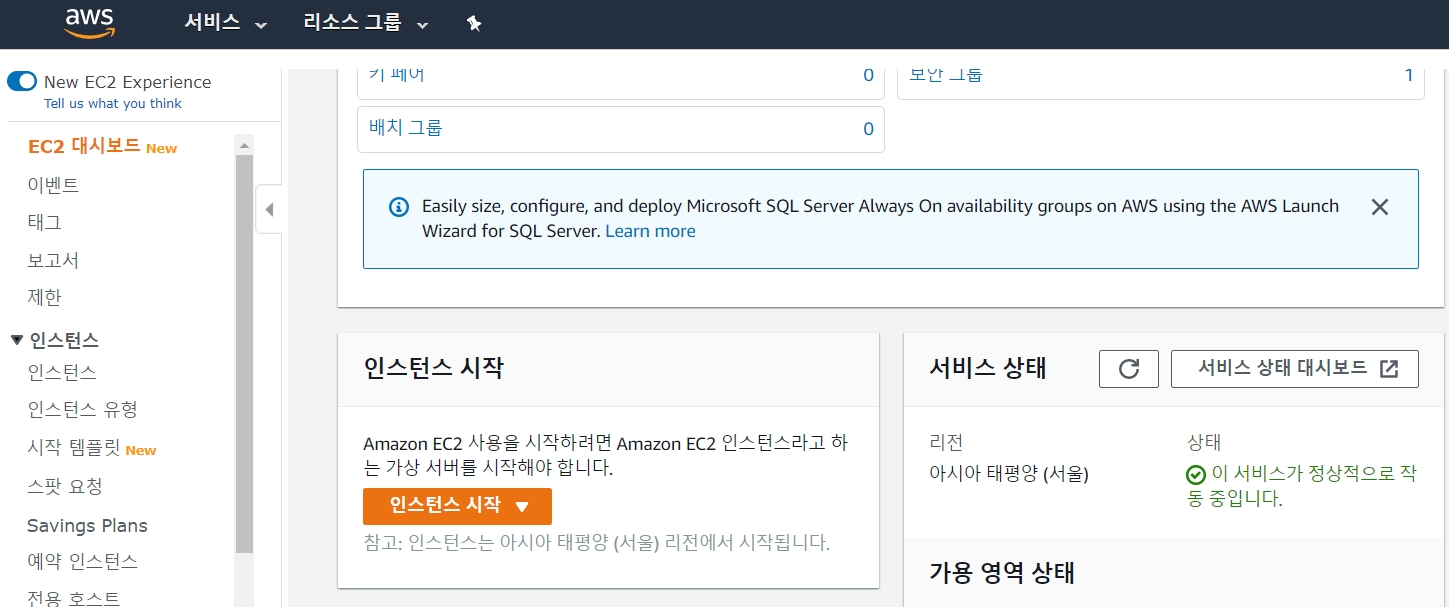 aws
서비스
리소스 그룹
New EC2 Experience
Tell us what you think
EC2 대시보드 New
이벤트
태그
보고서
제한
인스턴스
인스턴스
인스턴스 유형
시작 템플릿 New
스팟 요청
Savings Plans
예약 인스턴스
전용 호스트
키 페어 0
보안 그룹 1
배치 그룹 0
Easily size, configure, and deploy Microsoft SQL Server Always On availability groups on AWS using the AWS Launch
Wizard for SQL Server. Learn more
인스턴스 시작
Amazon EC2 사용을 시작하려면 Amazon EC2 인스턴스라고 하
는 가상 서버를 시작해야 합니다.
인스턴스 시작
참고: 인스턴스는 아시아 태평양 (서울) 리전에서 시작됩니다.
서비스 상태
서비스 상태 대시보드
리전
아시아 태평양 (서울)
상태
이 서비스가 정상적으로 작
동 중입니다.
가용 영역 상태